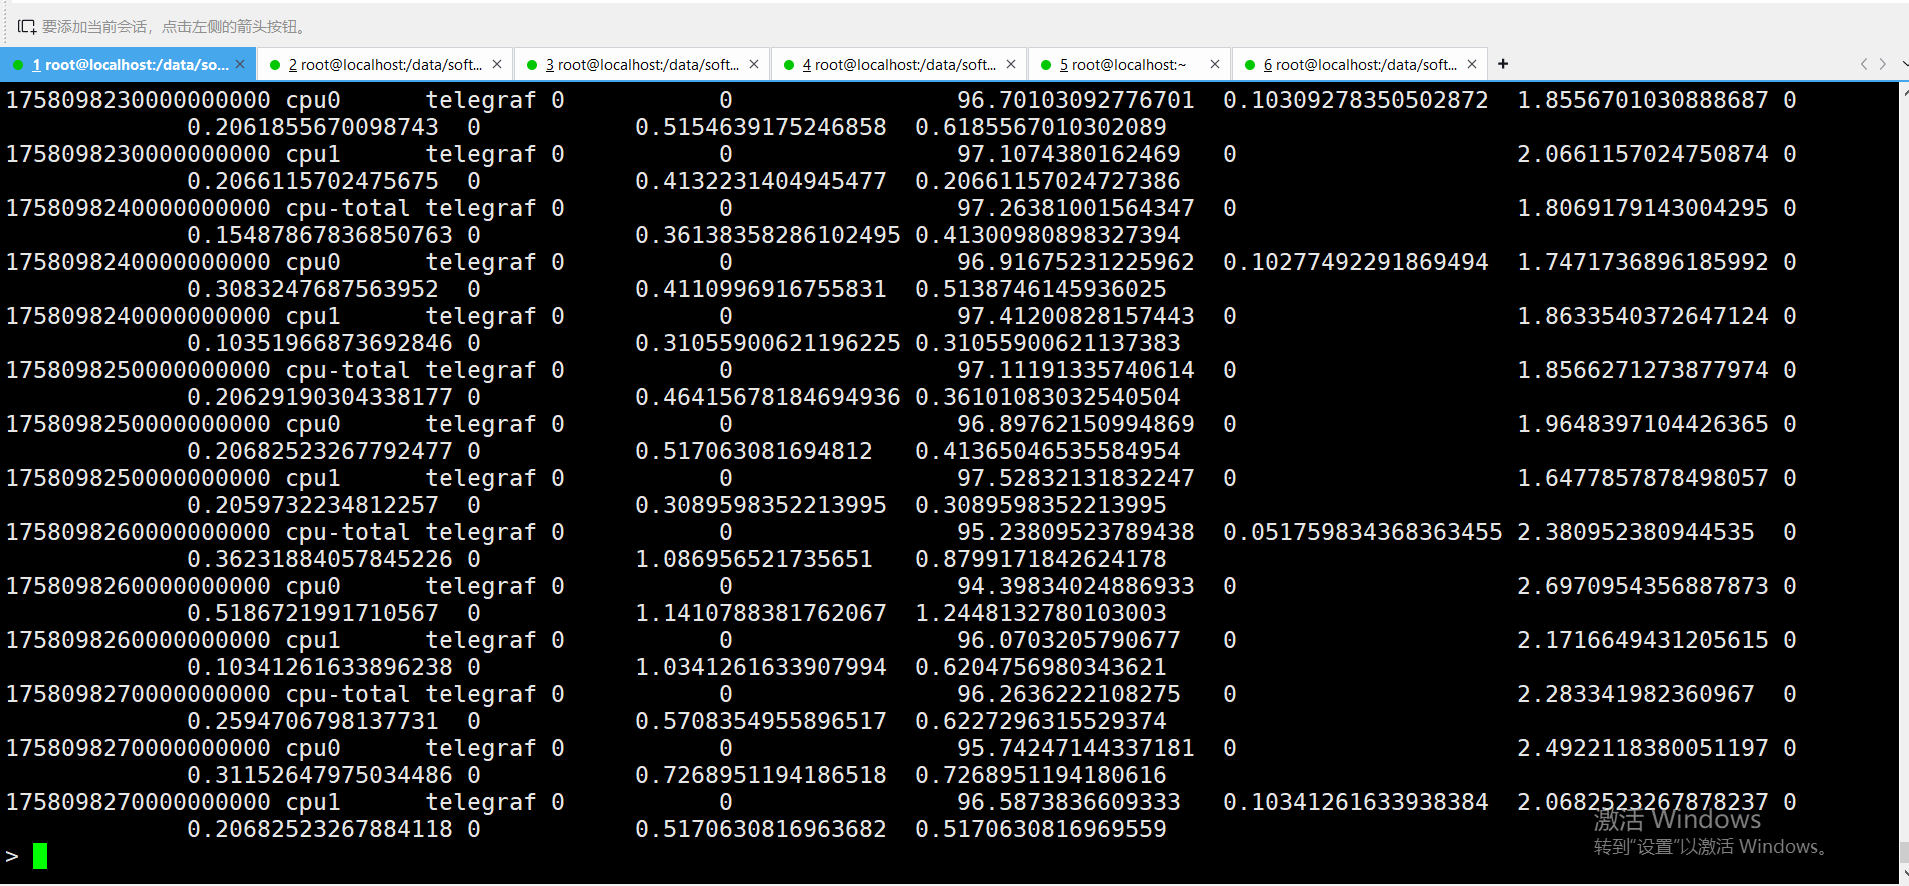 要添加当前会话，点击左侧的箭头按钮。
1 root@localhost:/data/so... × 2 root@localhost:/data/soft... × 3 root@localhost:/data/soft... × 4 root@localhost:/data/soft... × 5 root@localhost:~ × 6 root@localhost:/data/soft... × +
1758098230000000000 cpu0 telegraf 0 0 96.70103092776701 0.10309278350502872 1.8556701030888687 0
0.2061855670098743 0 0.5154639175246858 0.6185567010302089
1758098230000000000 cpu1 telegraf 0 0 97.1074380162469 0 2.0661157024750874 0
0.2066115702475675 0 0.4132231404945477 0.20661157024727386
1758098240000000000 cpu-total telegraf 0 0 97.26381001564347 0 1.8069179143004295 0
0.15487867836850763 0 0.36138358286102495 0.41300980898327394
1758098240000000000 cpu0 telegraf 0 0 96.91675231225962 0.10277492291869494 1.7471736896185992 0
0.3083247687563952 0 0.4110996916755831 0.5138746145936025
1758098240000000000 cpu1 telegraf 0 0 97.41200828157443 0 1.8633540372647124 0
0.10351966873692846 0 0.31055900621196225 0.31055900621137383
1758098250000000000 cpu-total telegraf 0 0 97.11191335740614 0 1.8566271273877974 0
0.20629190304338177 0 0.46415678184694936 0.36101083032540504
1758098250000000000 cpu0 telegraf 0 0 96.89762150994869 0 1.9648397104426365 0
0.20682523267792477 0 0.517063081694812 0.41365046535584954
1758098250000000000 cpu1 telegraf 0 0 97.52832131832247 0 1.6477857878498057 0
0.2059732234812257 0 0.3089598352213995 0.3089598352213995
1758098260000000000 cpu-total telegraf 0 0 95.23809523789438 0.051759834368363455 2.380952380944535 0
0.36231884057845226 0 1.086956521735651 0.8799171842624178
1758098260000000000 cpu0 telegraf 0 0 94.39834024886933 0 2.6970954356887873 0
0.5186721991710567 0 1.1410788381762067 1.2448132780103003
1758098260000000000 cpu1 telegraf 0 0 96.0703205790677 0 2.1716649431205615 0
0.10341261633896238 0 1.0341261633907994 0.6204756980343621
1758098270000000000 cpu-total telegraf 0 0 96.2636222108275 0 2.283341982360967 0
0.2594706798137731 0 0.5708354955896517 0.6227296315529374
1758098270000000000 cpu0 telegraf 0 0 95.74247144337181 0 2.4922118380051197 0
0.31152647975034486 0 0.7268951194186518 0.7268951194180616
1758098270000000000 cpu1 telegraf 0 0 96.5873836609333 0.10341261633938384 2.0682523267878237 0
0.20682523267884118 0 0.5170630816963682 0.5170630816969559
>
激活 Windows
转到“设置”以激活 Windows。